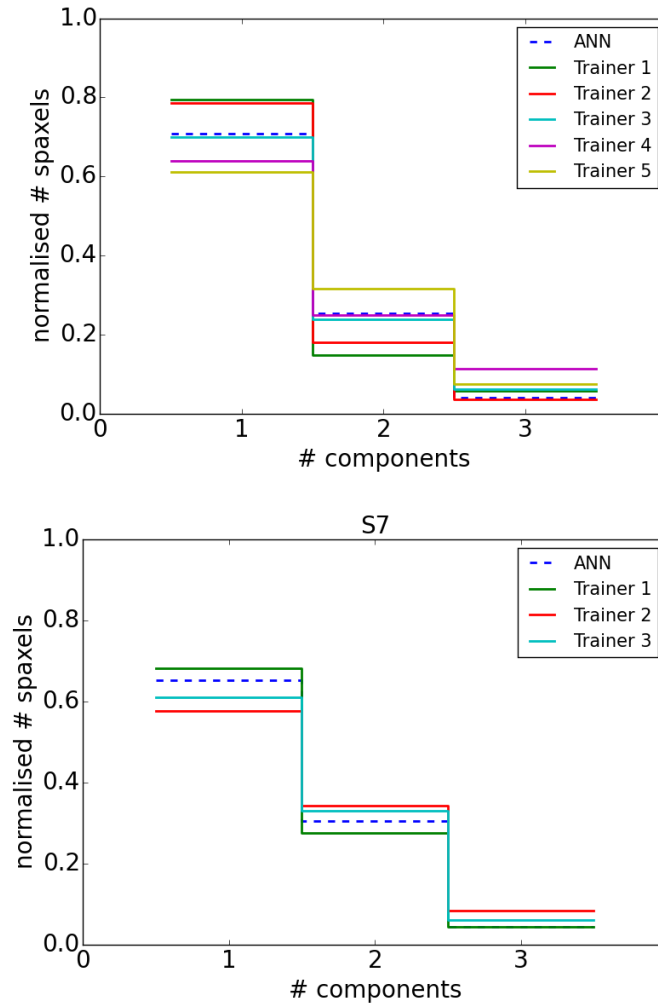 1.0
0.8
0.6
0.4
0.2
0.0
normalised # spaxels
0
1
2
3
# components
ANN
Trainer 1
Trainer 2
Trainer 3
Trainer 4
Trainer 5
S7
1.0
0.8
0.6
0.4
0.2
0.0
normalised # spaxels
0
1
2
3
# components
ANN
Trainer 1
Trainer 2
Trainer 3